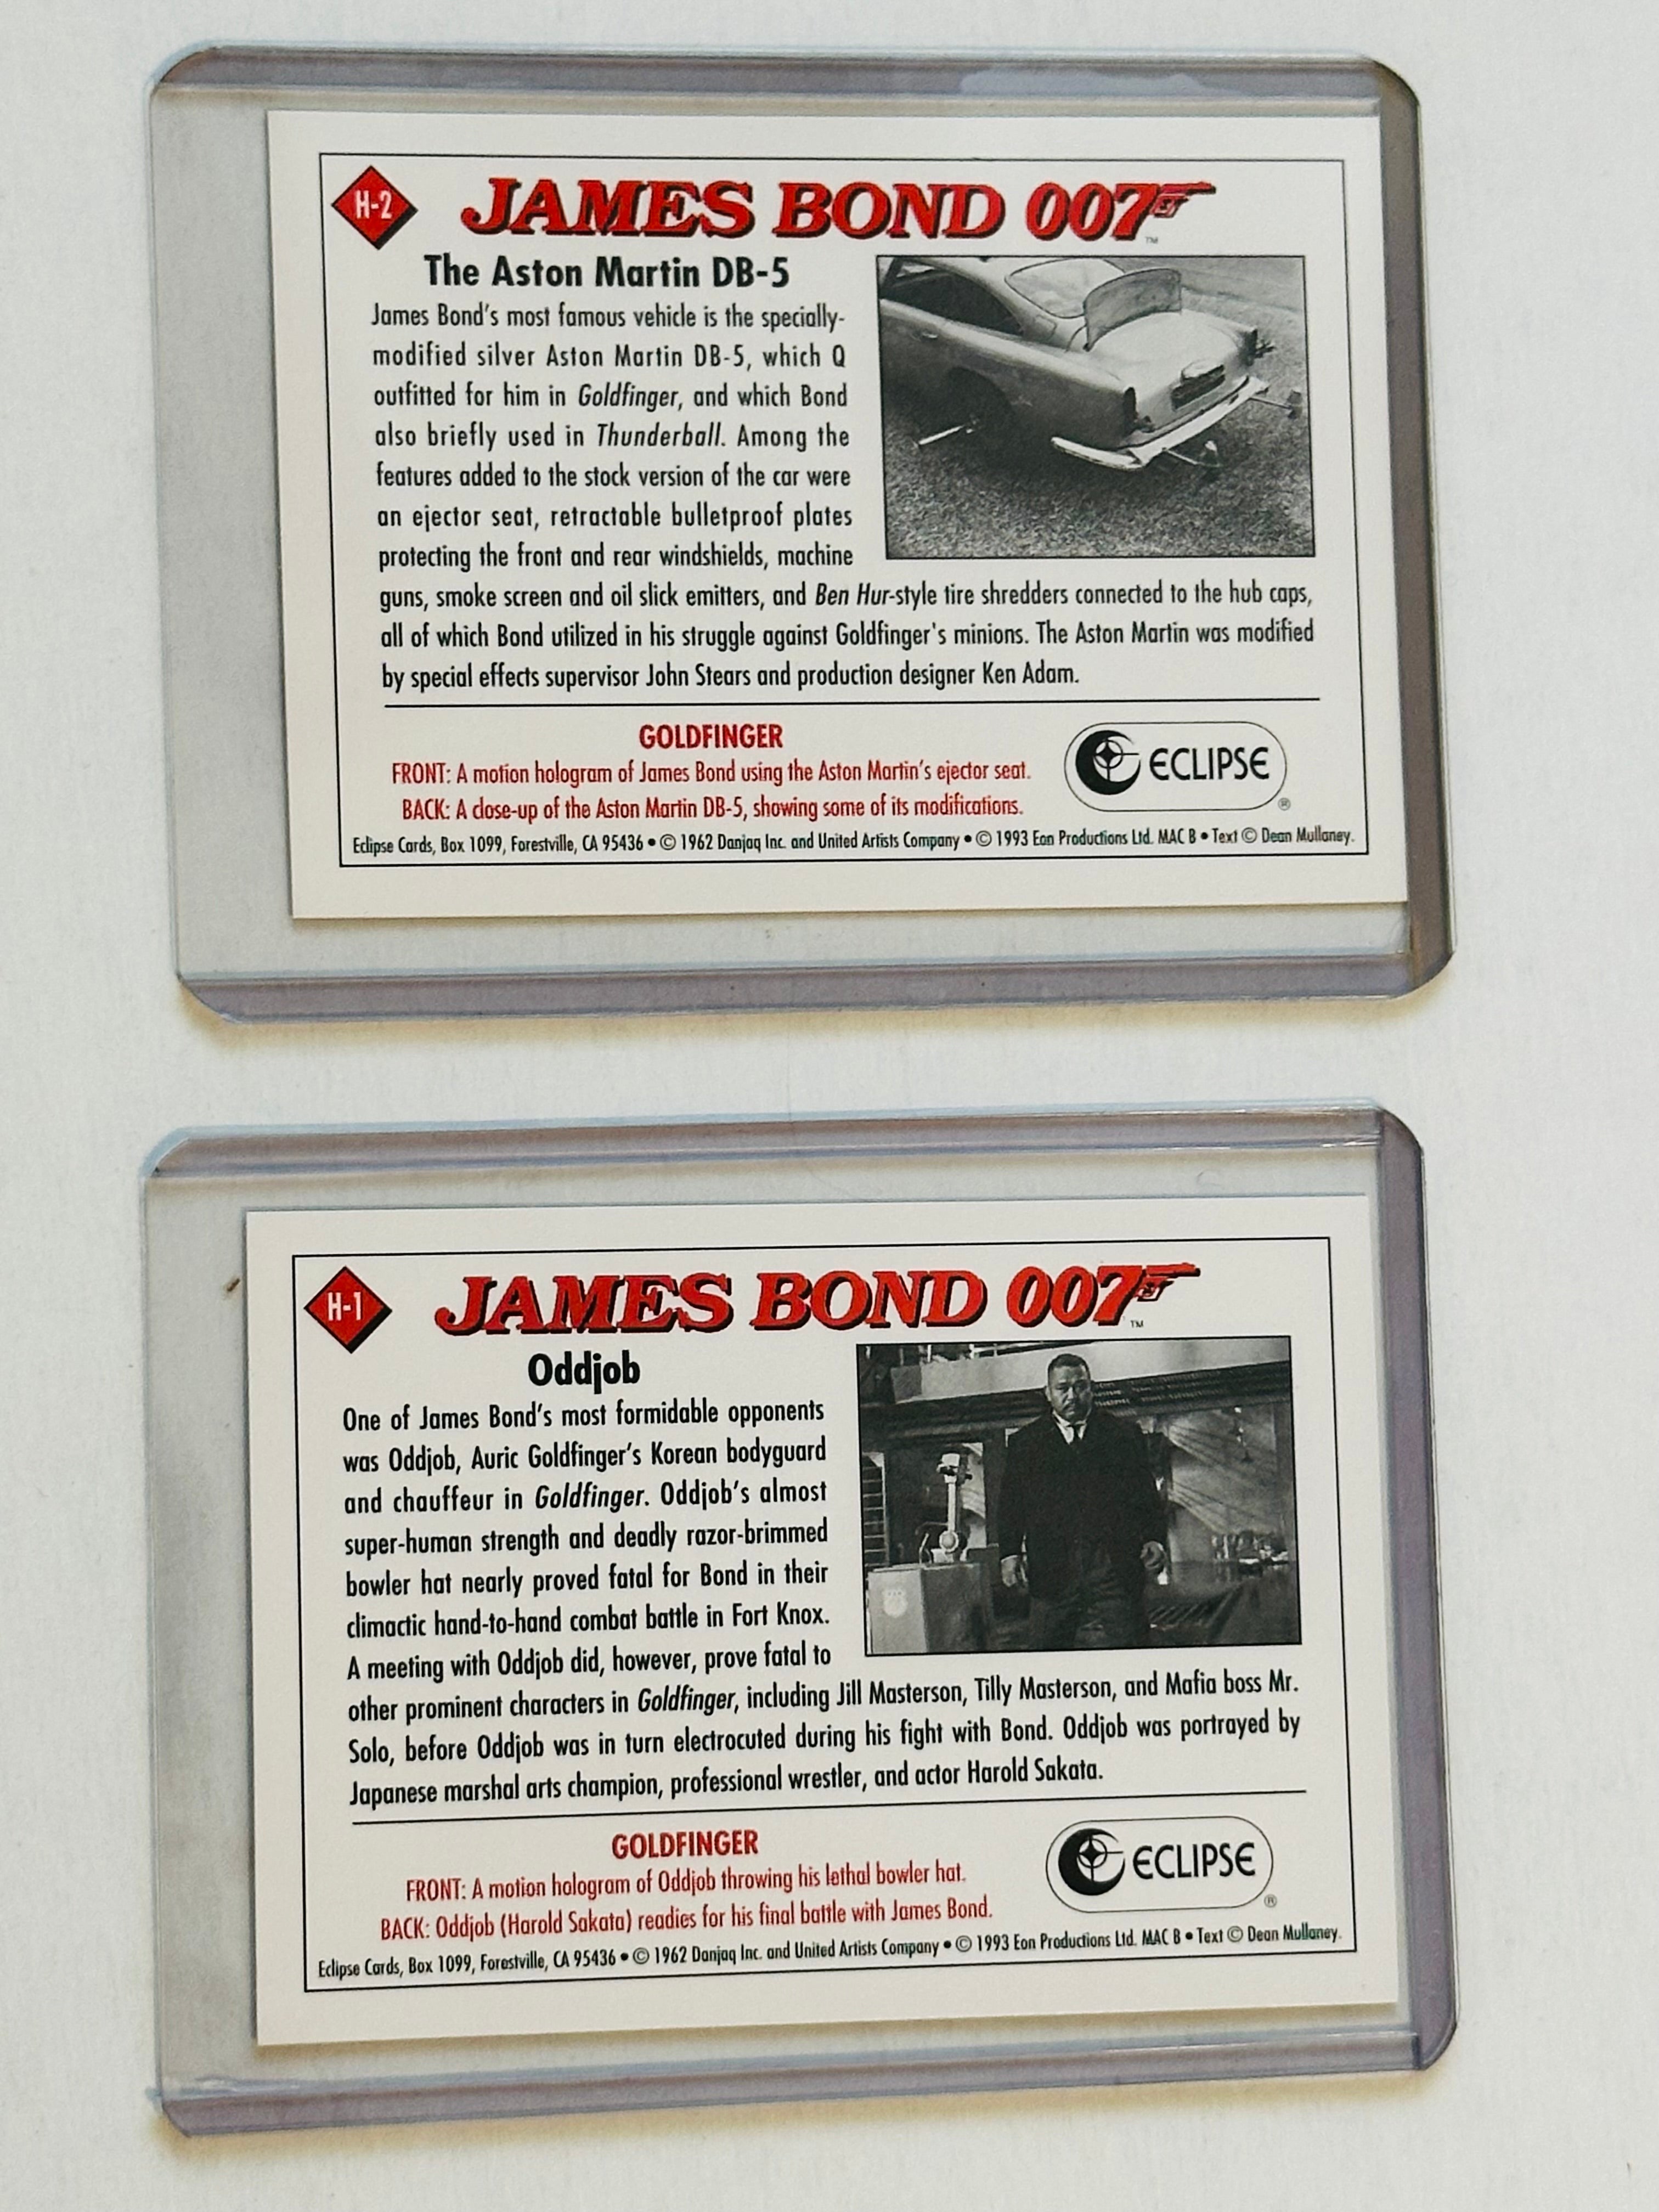 H-2
JAMES BOND 007
TM
The Aston Martin DB-5
James Bond's most famous vehicle is the specially-
modified silver Aston Martin DB-5, which Q
outfitted for him in Goldfinger, and which Bond
also briefly used in Thunderball. Among the
features added to the stock version of the car were
an ejector seat, retractable bulletproof plates
protecting the front and rear windshields, machine
guns, smoke screen and oil slick emitters, and Ben Hur-style tire shredders connected to the hub caps,
all of which Bond utilized in his struggle against Goldfinger's minions. The Aston Martin was modified
by special effects supervisor John Stears and production designer Ken Adam.
GOLDFINGER
FRONT: A motion hologram of James Bond using the Aston Martin's ejector seat.
BACK: A close-up of the Aston Martin DB-5, showing some of its modifications.
ECLIPSE
®
Eclipse Cards, Box 1099, Forestville, CA 95436 • © 1962 Danjaq Inc. and United Artists Company • © 1993 Eon Productions Ltd. MAC B • Text © Dean Mullaney.
H-1
JAMES BOND 007
TM
Oddjob
One of James Bond's most formidable opponents
was Oddjob, Auric Goldfinger's Korean bodyguard
and chauffeur in Goldfinger. Oddjob's almost
super-human strength and deadly razor-brimmed
bowler hat nearly proved fatal for Bond in their
climactic hand-to-hand combat battle in Fort Knox.
A meeting with Oddjob did, however, prove fatal to
other prominent characters in Goldfinger, including Jill Masterson, Tilly Masterson, and Mafia boss Mr.
Solo, before Oddjob was in turn electrocuted during his fight with Bond. Oddjob was portrayed by
Japanese marshal arts champion, professional wrestler, and actor Harold Sakata.
GOLDFINGER
FRONT: A motion hologram of Oddjob throwing his lethal bowler hat.
BACK: Oddjob (Harold Sakata) readies for his final battle with James Bond.
ECLIPSE
®
Eclipse Cards, Box 1099, Forestville, CA 95436 • © 1962 Danjaq Inc. and United Artists Company • © 1993 Eon Productions Ltd. MAC B • Text © Dean Mullaney.